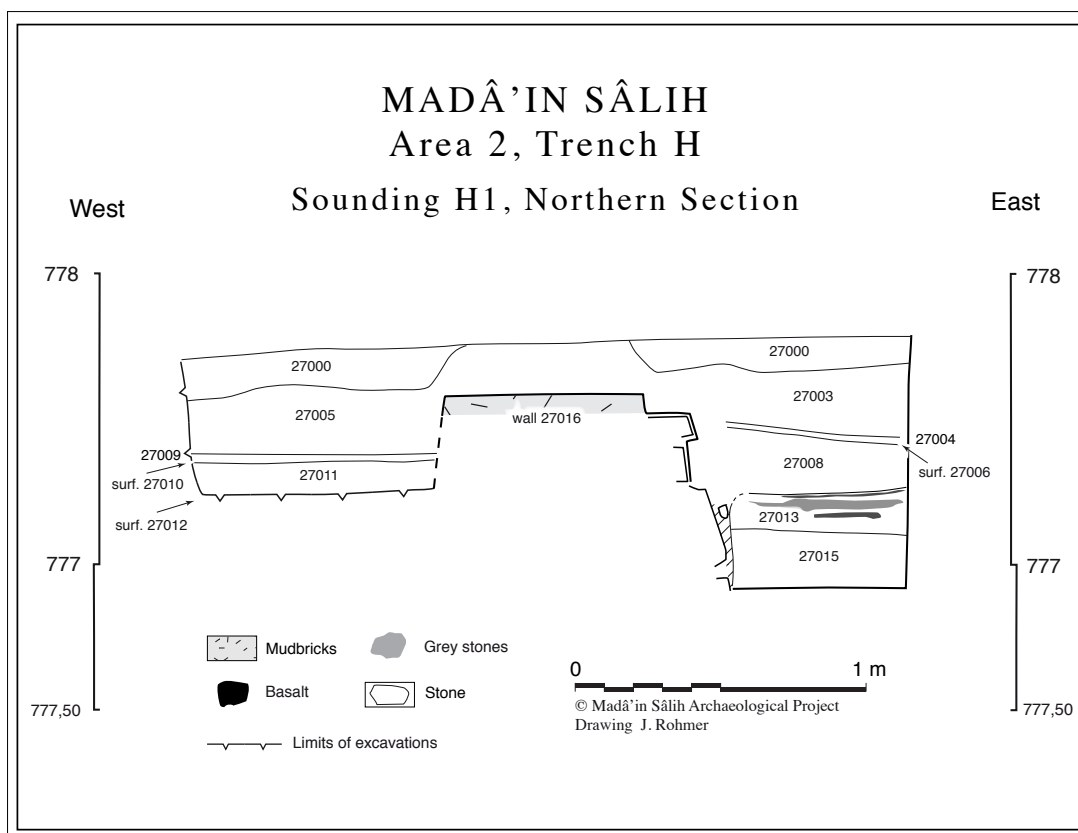 MADÂ'IN SÂLIH
Area 2, Trench H
Sounding H1, Northern Section
West
East
778
778
27000
27000
27003
27005
wall 27016
27004
27009
27008
surf. 27006
27011
surf. 27010
surf. 27012
27013
27015
777
777
Mudbricks
Grey stones
Basalt
Stone
0
1 m
© Madâ'in Sâlih Archaeological Project
Drawing J. Rohmer
777,50
777,50
Limits of excavations